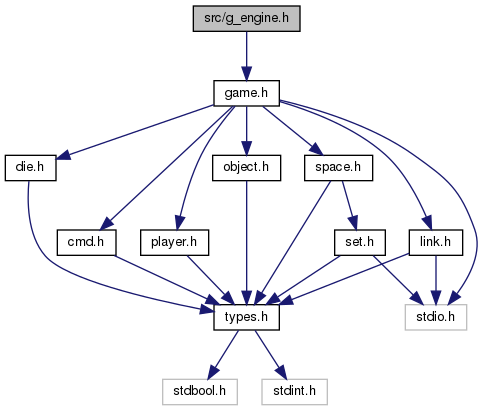 src/g_engine.h
game.h
die.h
object.h
space.h
cmd.h
player.h
set.h
link.h
types.h
stdio.h
stdbool.h
stdint.h